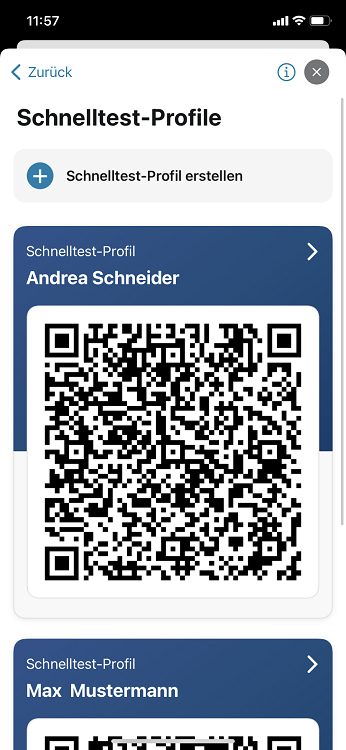 11:57
Zurück
Schnelltest-Profile
Schnelltest-Profil erstellen
Schnelltest-Profil
Andrea Schneider
Schnelltest-Profil
Max Mustermann